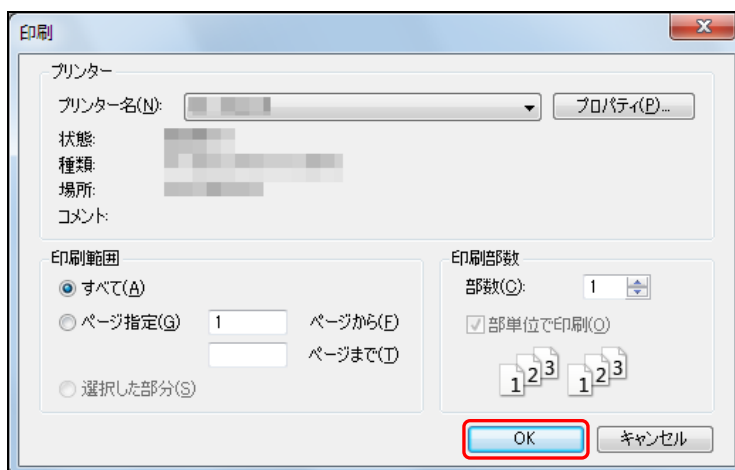 印刷
プリンター
プリンター名(N): プロパティ(P)...
状態:
種類:
場所:
コメント:
印刷範囲
すべて(A)
ページ指定(G) 1 ページから(F)
ページまで(T)
選択した部分(S)
印刷部数
部数(C): 1
部単位で印刷(O)
1 2 3 1 2 3
OK キャンセル